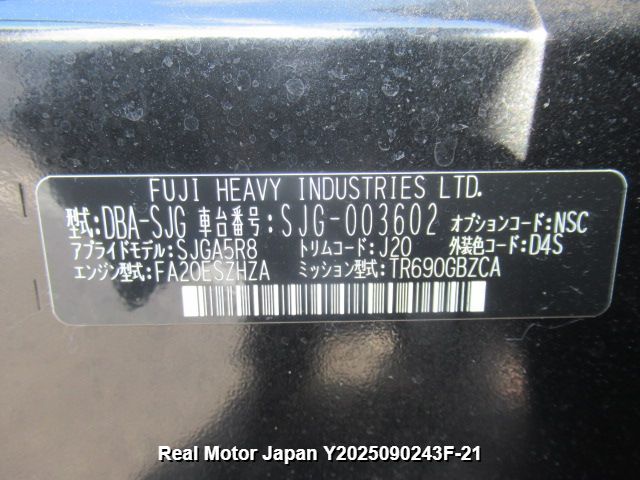 FUJI HEAVY INDUSTRIES LTD.
型式:DBA-SJG 車台番号:SJG-003602 オプションコード:NSC
アプライドモデル:SJGA5R8 トリムコード:J20 外装色コード:D4S
エンジン型式:FA20ESZHZA ミッション型式:TR690GBZCA
Real Motor Japan Y2025090243F-21